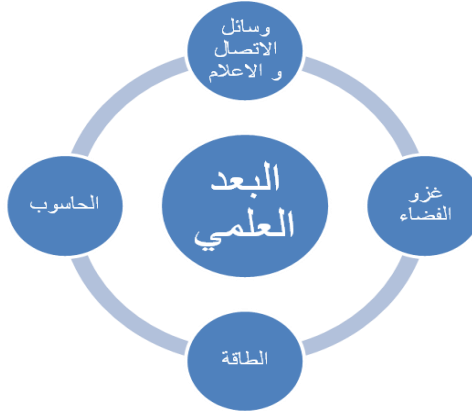 وسائل
الاتصال
و الاعلام
البعد
العلمي
غزو
الفضاء
الحاسوب
الطاقة